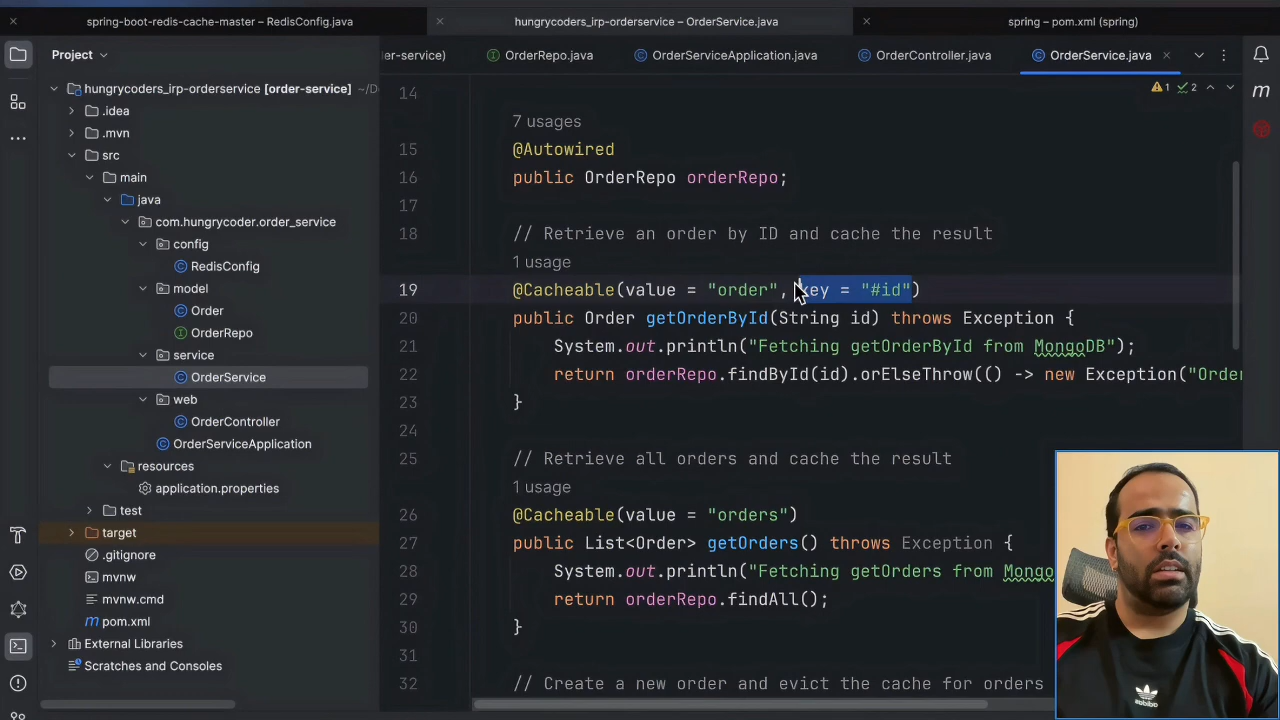 spring-boot-redis-cache-master – RedisConfig.java
hungrycoders_irp-orderservice – OrderService.java
spring – pom.xml (spring)
Project
er-service)
OrderRepo.java
OrderServiceApplication.java
OrderController.java
OrderService.java
hungrycoders_irp-orderservice [order-service] ~/D
.idea
.mvn
src
main
java
com.hungrycoder.order_service
config
RedisConfig
model
Order
OrderRepo
service
OrderService
web
OrderController
OrderServiceApplication
resources
application.properties
test
target
.gitignore
mvnw
mvnw.cmd
pom.xml
External Libraries
Scratches and Consoles
1 2
m
14
7 usages
15 @Autowired
16 public OrderRepo orderRepo;
17
18 // Retrieve an order by ID and cache the result
1 usage
19 @Cacheable(value = "order", key = "#id")
20 public Order getOrderById(String id) throws Exception {
21 System.out.println("Fetching getOrderById from MongoDB");
22 return orderRepo.findById(id).orElseThrow(() -> new Exception("Order
23 }
24
25 // Retrieve all orders and cache the result
1 usage
26 @Cacheable(value = "orders")
27 public List<Order> getOrders() throws Exception {
28 System.out.println("Fetching getOrders from Mongo
29 return orderRepo.findAll();
30 }
31
32 // Create a new order and evict the cache for orders
adidas